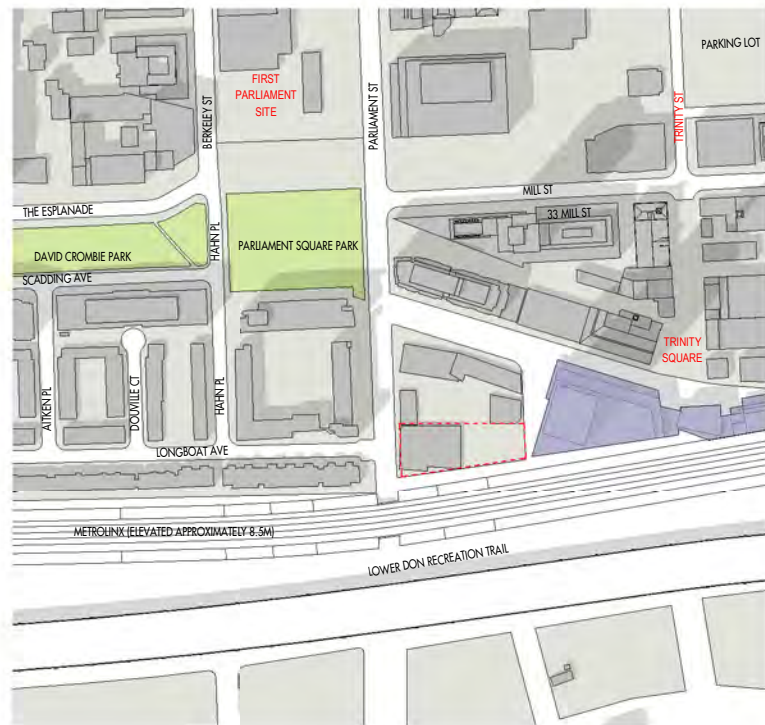 PARKING LOT
FIRST
PARLIAMENT
SITE
BERKELEY ST
PARLIAMENT ST
TRINITY ST
MILL ST
THE ESPLANADE
33 MILL ST
HAHN PL
PARLIAMENT SQUARE PARK
DAVID CROMBIE PARK
SCADDING AVE
TRINITY
SQUARE
AITKEN PL
DOUVILLE CT
HAHN PL
LONGBOAT AVE
METROLINX (ELEVATED APPROXIMATELY 8.5M)
LOWER DON RECREATION TRAIL